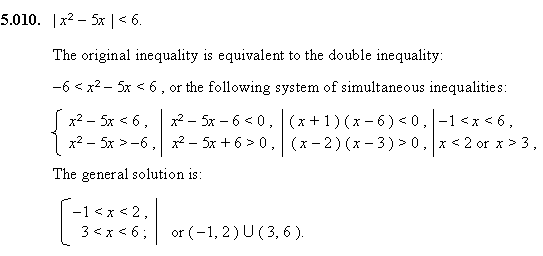 5.010. | x² – 5x | < 6.
The original inequality is equivalent to the double inequality:
–6 < x² – 5x < 6 , or the following system of simultaneous inequalities:
{ x² – 5x < 6 , | x² – 5x – 6 < 0 , | ( x + 1 ) ( x – 6 ) < 0 , | –1 < x < 6 ,
x² – 5x > –6 , | x² – 5x + 6 > 0 , | ( x – 2 ) ( x – 3 ) > 0 , | x < 2 or x > 3 ,
The general solution is:
[ –1 < x < 2 , |
3 < x < 6 ; | or ( –1, 2 ) U ( 3, 6 ).